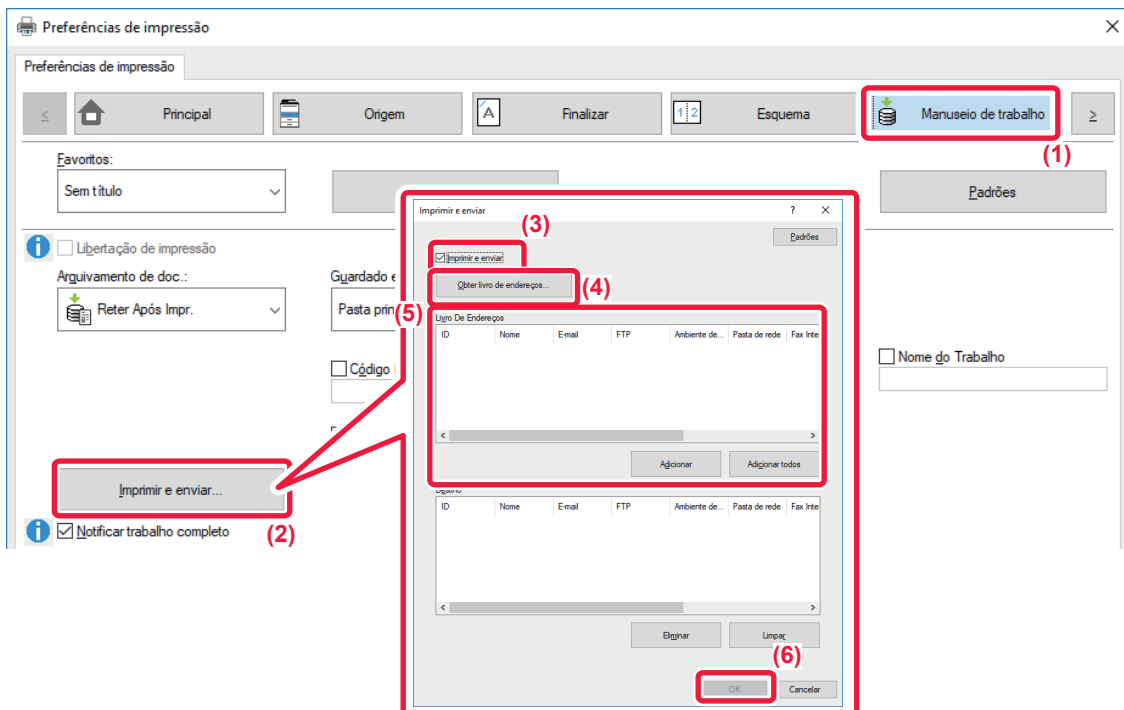 Preferências de impressão
Preferências de impressão
≤ Principal Origem A Finalizar 1 2 Esquema Manuseio de trabalho ≥
(1)
Favoritos:
Sem título
Padrões
Libertação de impressão
Arquivamento de doc.:
Reter Após Impr.
Guardado e
Pasta prin
Código
Nome do Trabalho
Imprimir e enviar...
(2)
Notificar trabalho completo
Imprimir e enviar ?
(3)
Padrões
Imprimir e enviar
Obter livro de endereços...
(4)
(5)
Livro De Endereços
ID Nome E-mail FTP Ambiente de... Pasta de rede Fax Inte
< >
Adicionar Adicionar todos
Destino
ID Nome E-mail FTP Ambiente de... Pasta de rede Fax Inte
< >
Eliminar Limpar
(6)
OK Cancelar